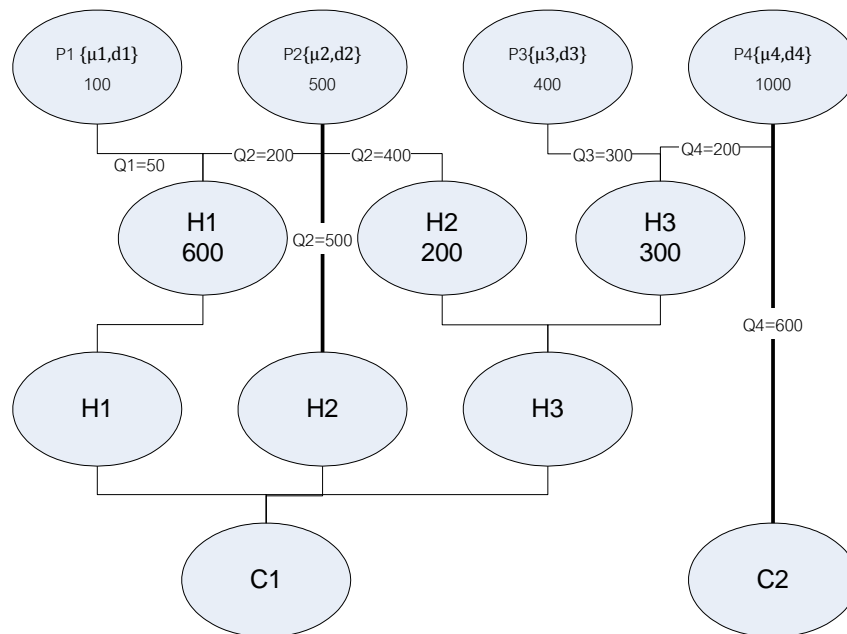 P1 {μ1,d1}
100
P2{μ2,d2}
500
P3{μ3,d3}
400
P4{μ4,d4}
1000
Q1=50
Q2=200
Q2=400
Q3=300
Q4=200
H1
600
Q2=500
H2
200
H3
300
Q4=600
H1
H2
H3
C1
C2